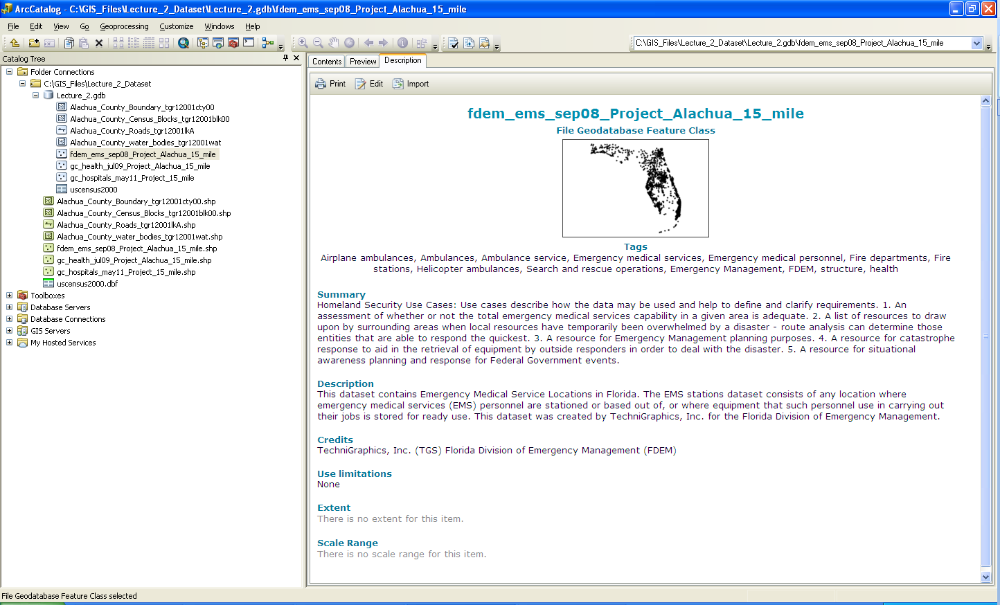 ArcCatalog - C:\GIS_Files\Lecture_2_Dataset\Lecture_2.gdb\fdem_ems_sep08_Project_Alachua_15_mile
File Edit View Go Geoprocessing Customize Windows Help
C:\GIS_Files\Lecture_2_Dataset\Lecture_2.gdb\fdem_ems_sep08_Project_Alachua_15_mile
Catalog Tree
Folder Connections
C:\GIS_Files\Lecture_2_Dataset
Lecture_2.gdb
Alachua_County_Boundary_tgr12001cty00
Alachua_County_Census_Blocks_tgr12001blk00
Alachua_County_Roads_tgr12001lkA
Alachua_County_water_bodies_tgr12001wat
fdem_ems_sep08_Project_Alachua_15_mile
gc_health_jul09_Project_Alachua_15_mile
gc_hospitals_may11_Project_15_mile
uscensus2000
Alachua_County_Boundary_tgr12001cty00.shp
Alachua_County_Census_Blocks_tgr12001blk00.shp
Alachua_County_Roads_tgr12001lkA.shp
Alachua_County_water_bodies_tgr12001wat.shp
fdem_ems_sep08_Project_Alachua_15_mile.shp
gc_health_jul09_Project_Alachua_15_mile.shp
gc_hospitals_may11_Project_15_mile.shp
uscensus2000.dbf
Toolboxes
Database Servers
Database Connections
GIS Servers
My Hosted Services
Contents Preview Description
Print Edit Import
fdem_ems_sep08_Project_Alachua_15_mile
File Geodatabase Feature Class
Tags
Airplane ambulances, Ambulances, Ambulance service, Emergency medical services, Emergency medical personnel, Fire departments, Fire
stations, Helicopter ambulances, Search and rescue operations, Emergency Management, FDEM, structure, health
Summary
Homeland Security Use Cases: Use cases describe how the data may be used and help to define and clarify requirements. 1. An
assessment of whether or not the total emergency medical services capability in a given area is adequate. 2. A list of resources to draw
upon by surrounding areas when local resources have temporarily been overwhelmed by a disaster - route analysis can determine those
entities that are able to respond the quickest. 3. A resource for Emergency Management planning purposes. 4. A resource for catastrophe
response to aid in the retrieval of equipment by outside responders in order to deal with the disaster. 5. A resource for situational
awareness planning and response for Federal Government events.
Description
This dataset contains Emergency Medical Service Locations in Florida. The EMS stations dataset consists of any location where
emergency medical services (EMS) personnel are stationed or based out of, or where equipment that such personnel use in carrying out
their jobs is stored for ready use. This dataset was created by TechniGraphics, Inc. for the Florida Division of Emergency Management.
Credits
TechniGraphics, Inc. (TGS) Florida Division of Emergency Management (FDEM)
Use limitations
None
Extent
There is no extent for this item.
Scale Range
There is no scale range for this item.
File Geodatabase Feature Class selected